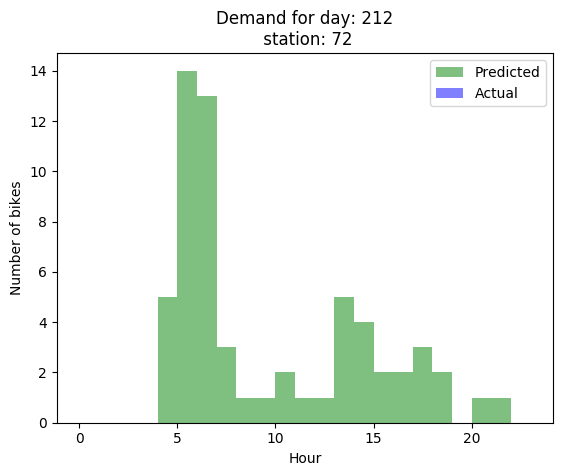 Demand for day: 212
station: 72
Predicted
Actual
Number of bikes
14
12
10
8
6
4
2
0
0
5
10
15
20
Hour